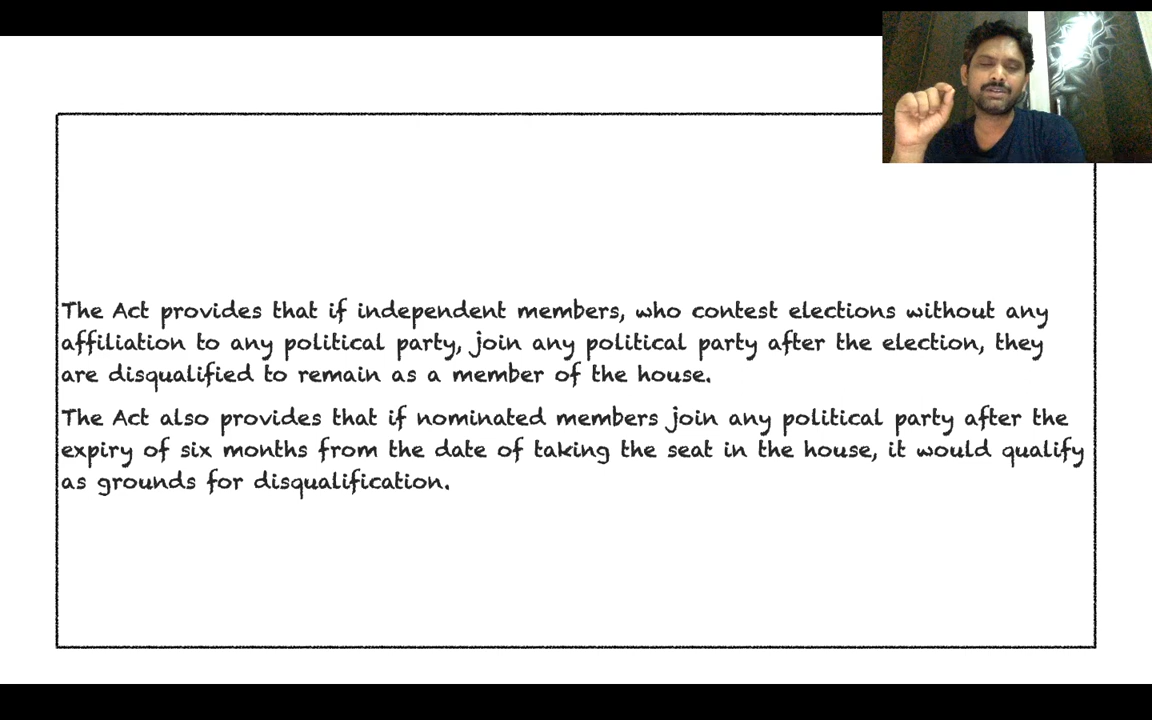 The Act provides that if independent members, who contest elections without any
affiliation to any political party, join any political party after the election, they
are disqualified to remain as a member of the house.
The Act also provides that if nominated members join any political party after the
expiry of six months from the date of taking the seat in the house, it would qualify
as grounds for disqualification.